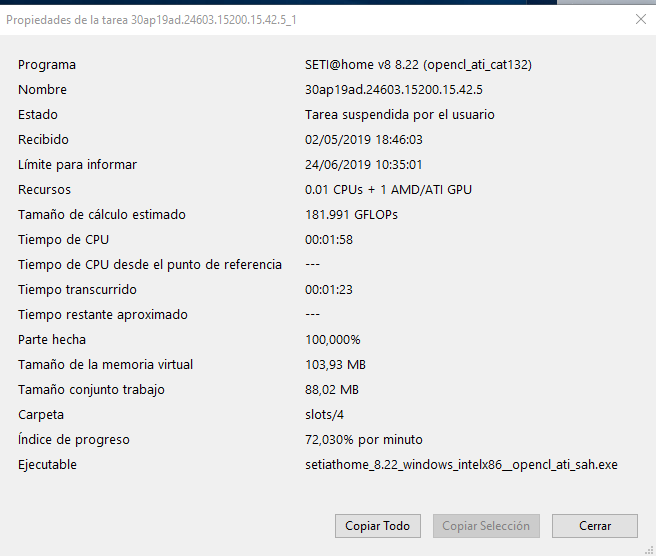 Propiedades de la tarea 30ap19ad.24603.15200.15.42.5_1
Programa SETI@home v8 8.22 (opencl_ati_cat132)
Nombre 30ap19ad.24603.15200.15.42.5
Estado Tarea suspendida por el usuario
Recibido 02/05/2019 18:46:03
Límite para informar 24/06/2019 10:35:01
Recursos 0.01 CPUs + 1 AMD/ATI GPU
Tamaño de cálculo estimado 181.991 GFLOPs
Tiempo de CPU 00:01:58
Tiempo de CPU desde el punto de referencia ---
Tiempo transcurrido 00:01:23
Tiempo restante aproximado ---
Parte hecha 100,000%
Tamaño de la memoria virtual 103,93 MB
Tamaño conjunto trabajo 88,02 MB
Carpeta slots/4
Índice de progreso 72,030% por minuto
Ejecutable setiathome_8.22_windows_intelx86__opencl_ati_sah.exe
Copiar Todo Copiar Selección Cerrar